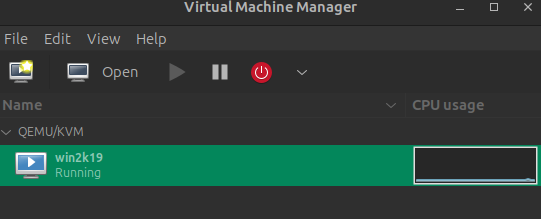 Virtual Machine Manager
File Edit View Help
Open
Name CPU usage
QEMU/KVM
win2k19
Running